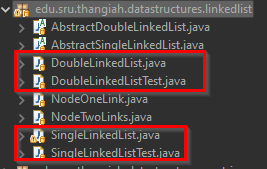 edu.sru.thangiah.datastructures.linkedlist
AbstractDoubleLinkedList.java
AbstractSingleLinkedList.java
DoubleLinkedList.java
DoubleLinkedListTest.java
NodeOneLink.java
NodeTwoLinks.java
SingleLinkedList.java
SingleLinkedListTest.java